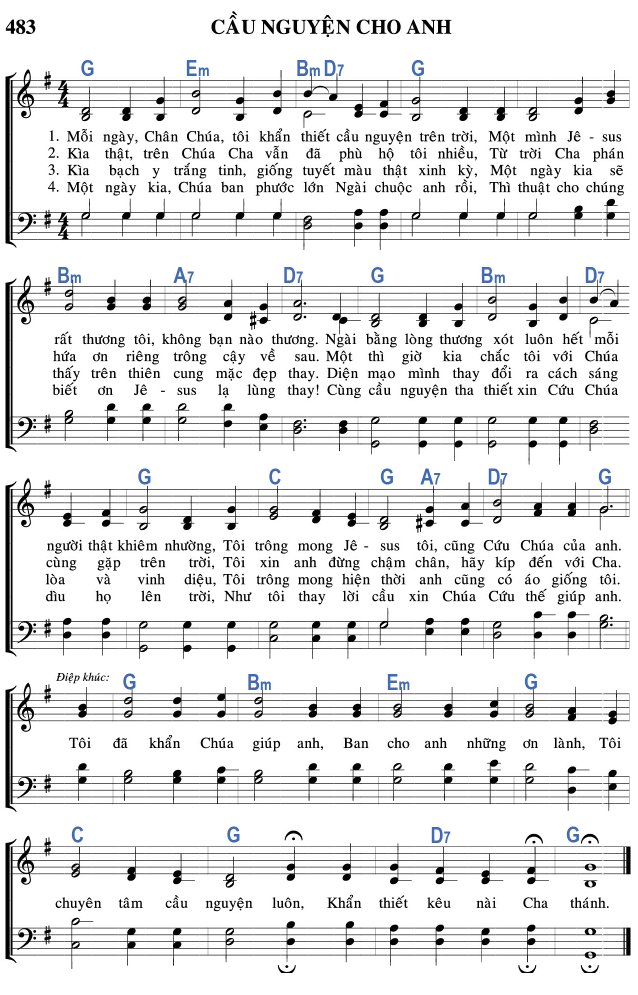 483 CẦU NGUYỆN CHO ANH
G Em Bm D7 G
4 4
1. Mỗi ngày, Chân Chúa, tôi khẩn thiết cầu nguyện trên trời, Một mình Jê - sus
2. Kìa thật, trên Chúa Cha vẫn đã phù hộ tôi nhiều, Từ trời Cha phán
3. Kìa bạch y trắng tinh, giống tuyết màu thật xinh kỳ, Một ngày kia sẽ
4. Một ngày kia, Chúa ban phước lớn Ngài chuộc anh rồi, Thì thuật cho chúng
4 4
Bm A7 D7 G Bm D7
rất thương tôi, không bạn nào thương. Ngài bằng lòng thương xót luôn hết mỗi
hứa ơn riêng trông cậy về sau. Một thì giờ kia chắc tôi với Chúa
thấy trên thiên cung mặc đẹp thay. Diện mạo mình thay đổi ra cách sáng
biết ơn Jê - sus lạ lùng thay! Cùng cầu nguyện tha thiết xin Cứu Chúa
G C G A7 D7 G
người thật khiêm nhường, Tôi trông mong Jê - sus tôi, cũng Cứu Chúa của anh.
cùng gặp trên trời, Tôi xin anh đừng chậm chân, hãy kíp đến với Cha.
lòa và vinh diệu, Tôi trông mong hiện thời anh cũng có áo giống tôi.
dìu họ lên trời, Như tôi thay lời cầu xin Chúa Cứu thế giúp anh.
Điệp khúc: G Bm Em G
Tôi đã khẩn Chúa giúp anh, Ban cho anh những ơn lành, Tôi
C G D7 G
chuyên tâm cầu nguyện luôn, Khẩn thiết kêu nài Cha thánh.